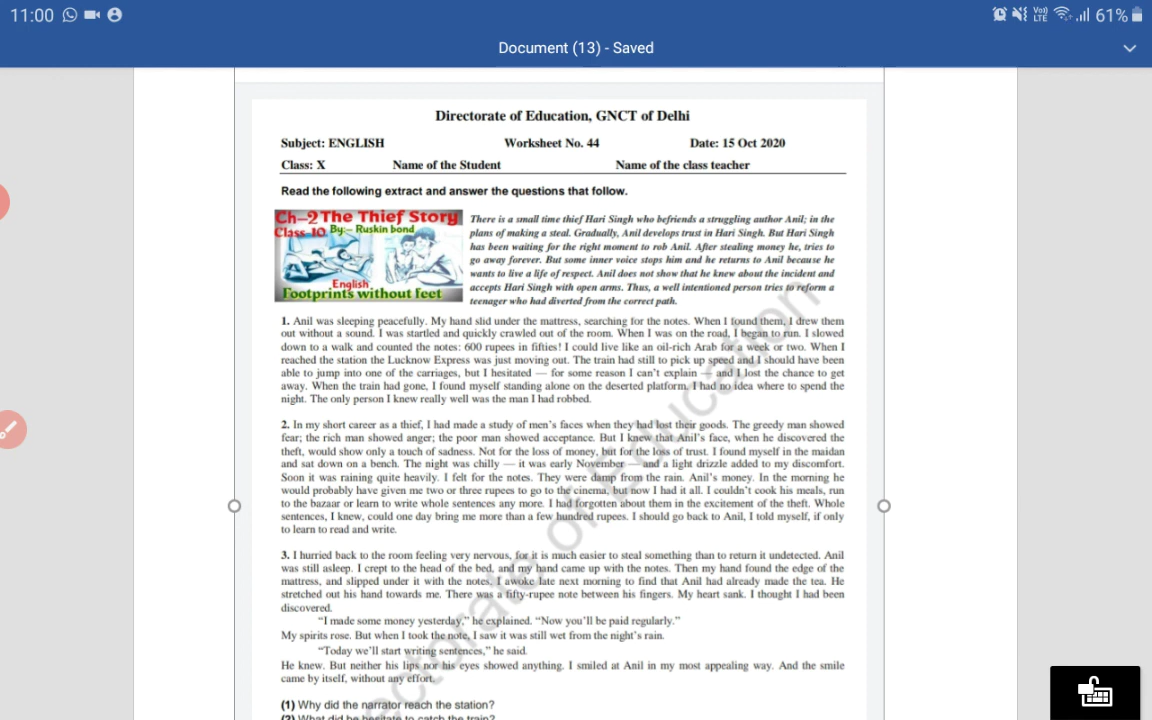 11:00
Vo)) LTE
61%
Document (13) - Saved
Directorate of Education, GNCT of Delhi
Subject: ENGLISH Worksheet No. 44 Date: 15 Oct 2020
Class: X Name of the Student Name of the class teacher
Read the following extract and answer the questions that follow.
Ch-2 The Thief Story
Class-10 By:- Ruskin bond
English
Footprints without feet
There is a small time thief Hari Singh who befriends a struggling author Anil; in the
plans of making a steal. Gradually, Anil develops trust in Hari Singh. But Hari Singh
has been waiting for the right moment to rob Anil. After stealing money he, tries to
go away forever. But some inner voice stops him and he returns to Anil because he
wants to live a life of respect. Anil does not show that he knew about the incident and
accepts Hari Singh with open arms. Thus, a well intentioned person tries to reform a
teenager who had diverted from the correct path.
1. Anil was sleeping peacefully. My hand slid under the mattress, searching for the notes. When I found them, I drew them
out without a sound. I was startled and quickly crawled out of the room. When I was on the road, I began to run. I slowed
down to a walk and counted the notes: 600 rupees in fifties! I could live like an oil-rich Arab for a week or two. When I
reached the station the Lucknow Express was just moving out. The train had still to pick up speed and I should have been
able to jump into one of the carriages, but I hesitated — for some reason I can't explain — and I lost the chance to get
away. When the train had gone, I found myself standing alone on the deserted platform. I had no idea where to spend the
night. The only person I knew really well was the man I had robbed.
2. In my short career as a thief, I had made a study of men's faces when they had lost their goods. The greedy man showed
fear; the rich man showed anger; the poor man showed acceptance. But I knew that Anil's face, when he discovered the
theft, would show only a touch of sadness. Not for the loss of money, but for the loss of trust. I found myself in the maidan
and sat down on a bench. The night was chilly — it was early November — and a light drizzle added to my discomfort.
Soon it was raining quite heavily. I felt for the notes. They were damp from the rain. Anil's money. In the morning he
would probably have given me two or three rupees to go to the cinema, but now I had it all. I couldn't cook his meals, run
to the bazaar or learn to write whole sentences any more. I had forgotten about them in the excitement of the theft. Whole
sentences, I knew, could one day bring me more than a few hundred rupees. I should go back to Anil, I told myself, if only
to learn to read and write.
3. I hurried back to the room feeling very nervous, for it is much easier to steal something than to return it undetected. Anil
was still asleep. I crept to the head of the bed, and my hand came up with the notes. Then my hand found the edge of the
mattress, and slipped under it with the notes. I awoke late next morning to find that Anil had already made the tea. He
stretched out his hand towards me. There was a fifty-rupee note between his fingers. My heart sank. I thought I had been
discovered.
"I made some money yesterday," he explained. "Now you'll be paid regularly."
My spirits rose. But when I took the note, I saw it was still wet from the night's rain.
"Today we'll start writing sentences," he said.
He knew. But neither his lips nor his eyes showed anything. I smiled at Anil in my most appealing way. And the smile
came by itself, without any effort.
(1) Why did the narrator reach the station?
(2) What did he hesitate to catch the train?
ectorate of Education